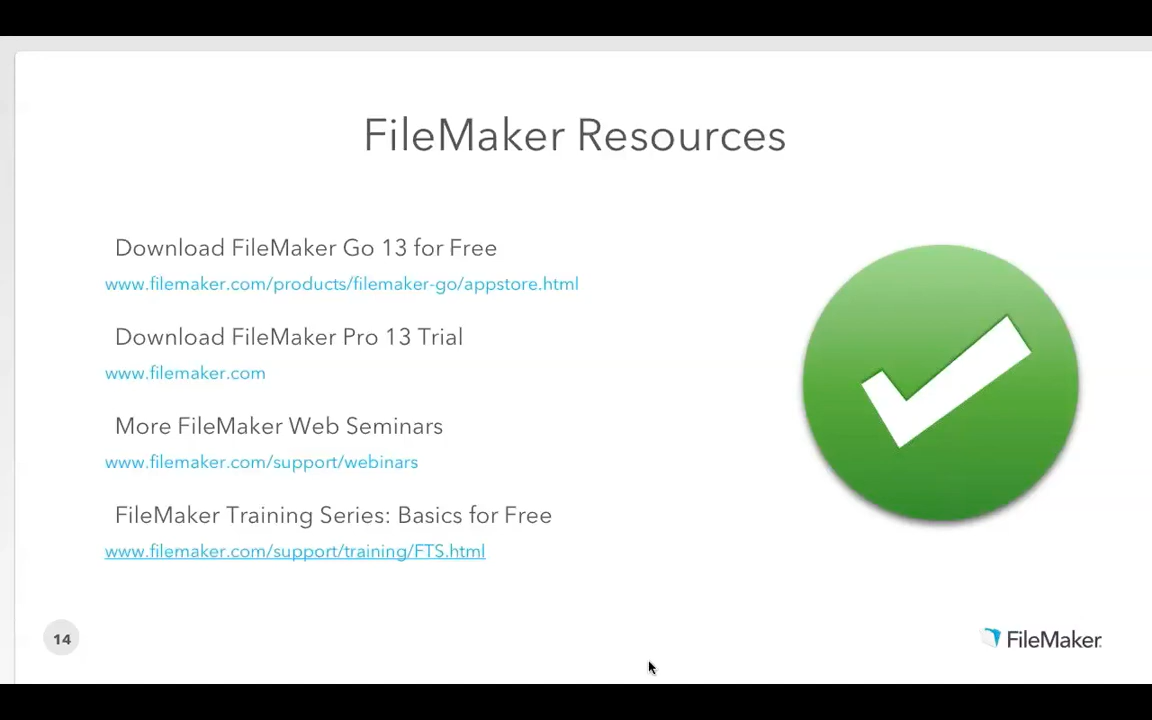 FileMaker Resources
Download FileMaker Go 13 for Free
www.filemaker.com/products/filemaker-go/appstore.html
Download FileMaker Pro 13 Trial
www.filemaker.com
More FileMaker Web Seminars
www.filemaker.com/support/webinars
FileMaker Training Series: Basics for Free
www.filemaker.com/support/training/FTS.html
14
FileMaker